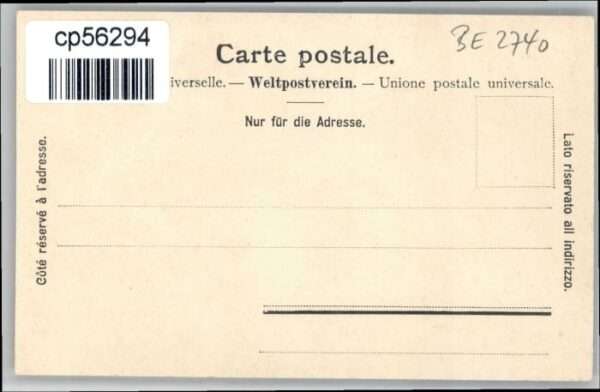 cp56294
BE 2740
Carte postale.
iverselle. — Weltpostverein. — Unione postale universale.
Nur für die Adresse.
Côté réservé à l'adresse.
Lato riservato all indirizzo.